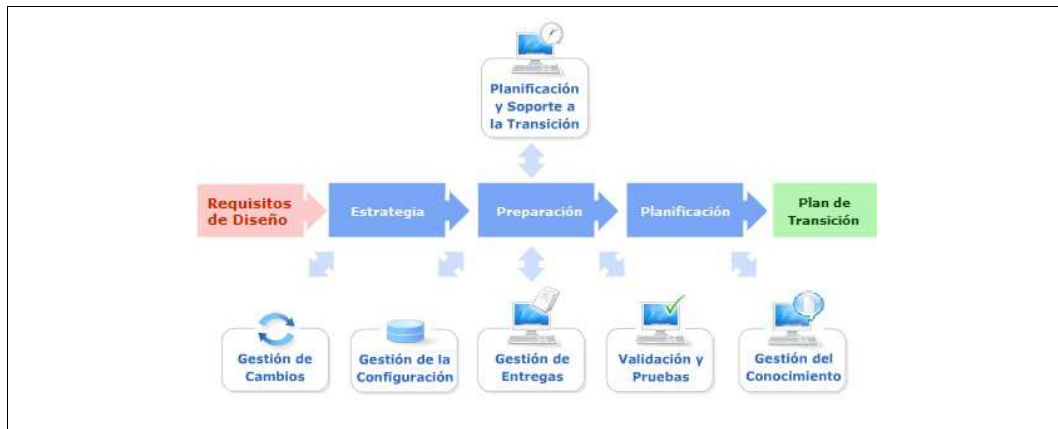 Planificación
y Soporte a
la Transición
Requisitos
de Diseño
Estrategia
Preparación
Planificación
Plan de
Transición
Gestión de
Cambios
Gestión de la
Configuración
Gestión de
Entregas
Validación y
Pruebas
Gestión del
Conocimiento